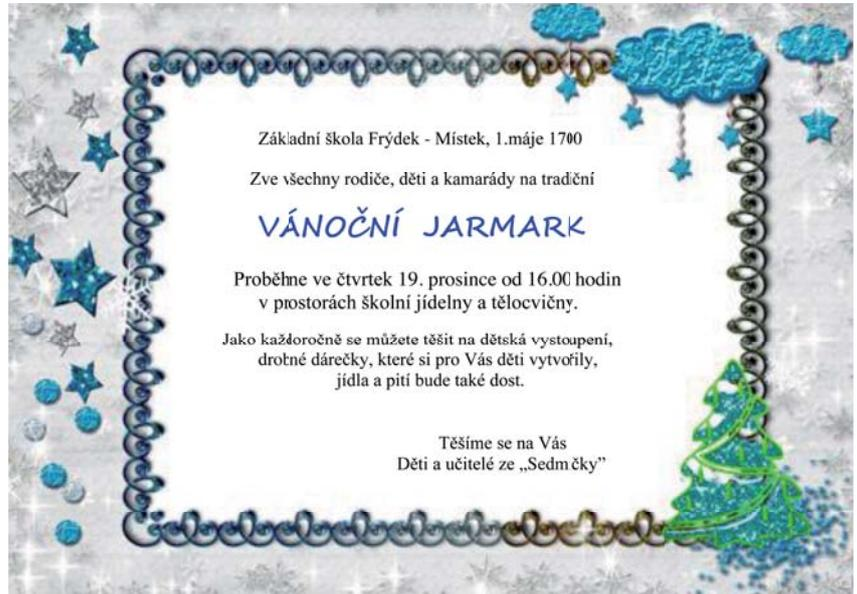 Základní škola Frýdek - Místek, 1.máje 1700
Zve všechny rodiče, děti a kamarády na tradiční
VÁNOČNÍ JARMARK
Proběhne ve čtvrtek 19. prosince od 16.00 hodin
v prostorách školní jídelny a tělocvičny.
Jako každoročně se můžete těšit na dětská vystoupení,
drobné dárečky, které si pro Vás děti vytvořily,
jídla a pití bude také dost.
Těšíme se na Vás
Děti a učitelé ze „Sedmičky”